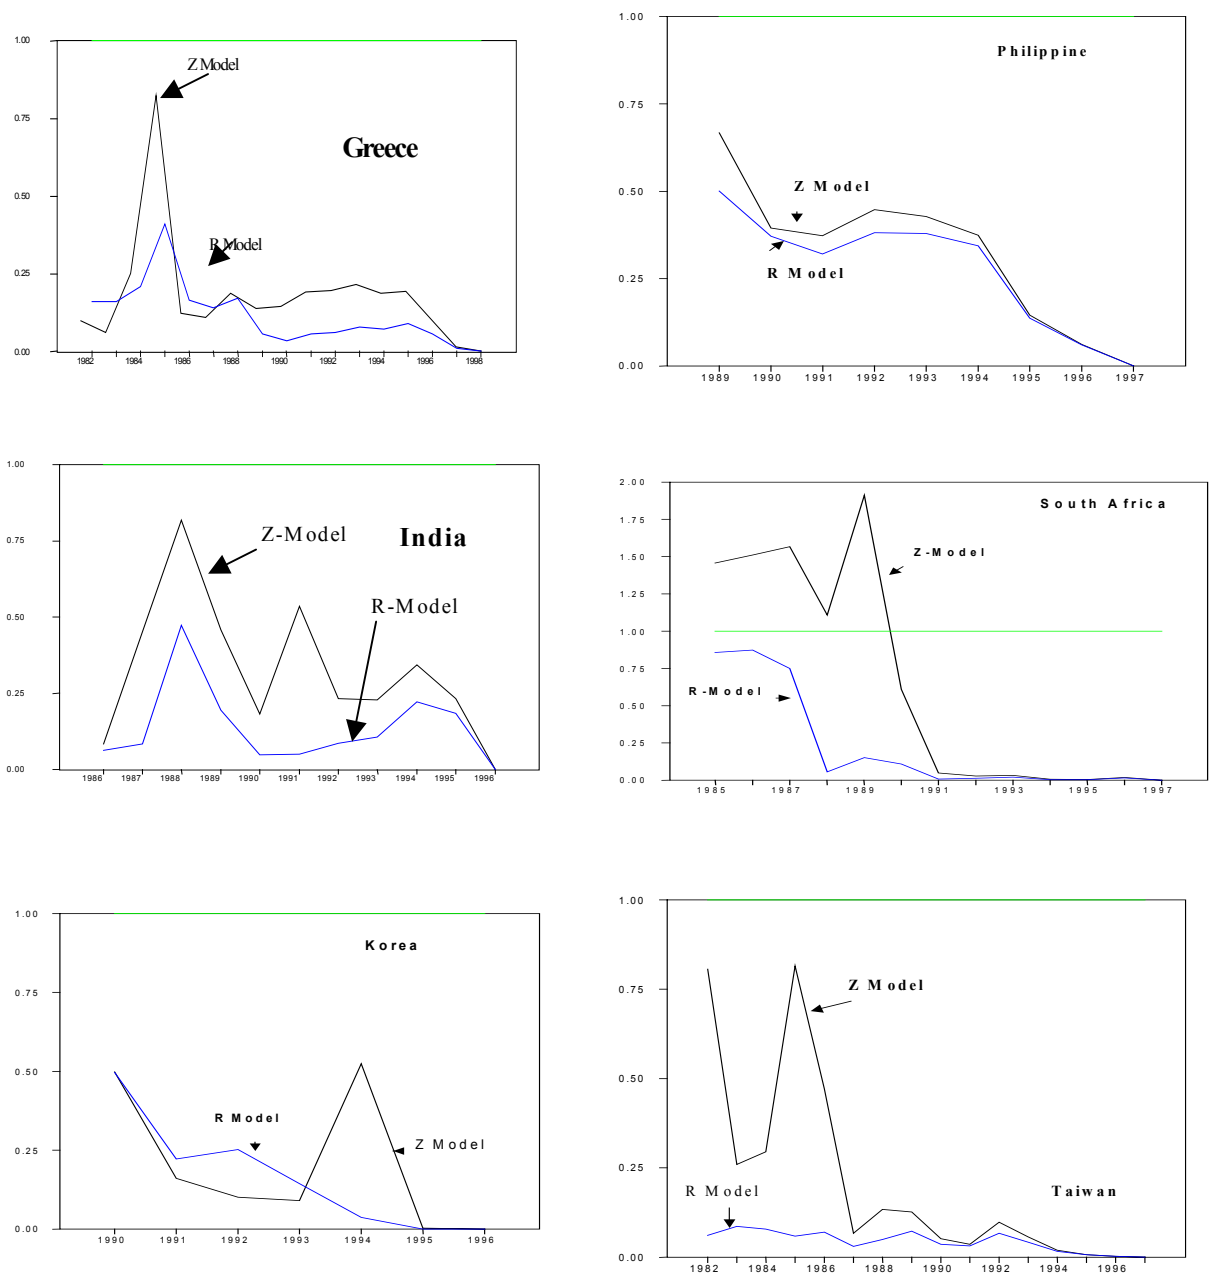 1.00
Z Model
0.75
Greece
0.50
R Model
0.25
0.00
1982 1984 1986 1988 1990 1992 1994 1996 1998
1.00
Philippine
0.75
Z Model
0.50
R Model
0.25
0.00
1989 1990 1991 1992 1993 1994 1995 1996 1997
1.00
Z-Model
India
0.75
R-Model
0.50
0.25
0.00
1986 1987 1988 1989 1990 1991 1992 1993 1994 1995 1996
2.00
South Africa
1.75
Z-Model
1.50
1.25
1.00
0.75
R-Model
0.50
0.25
0.00
1985 1987 1989 1991 1993 1995 1997
1.00
Korea
0.75
0.50
R Model
Z Model
0.25
0.00
1990 1991 1992 1993 1994 1995 1996
1.00
Z Model
0.75
0.50
0.25
R Model
Taiwan
0.00
1982 1984 1986 1988 1990 1992 1994 1996